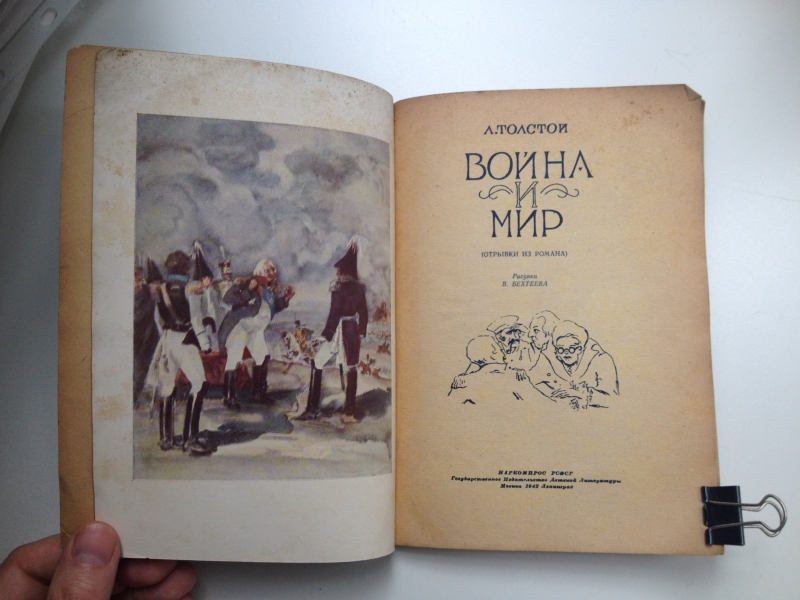 Л.ТОЛСТОЙ
ВОЙНА
И
МИР
(ОТРЫВКИ ИЗ РОМАНА)
Рисунки
В. БЕХТЕЕВА
НАРКОМПРОС РСФСР
Государственное Издательство Детской Литературы
Москва 1942 Ленинград